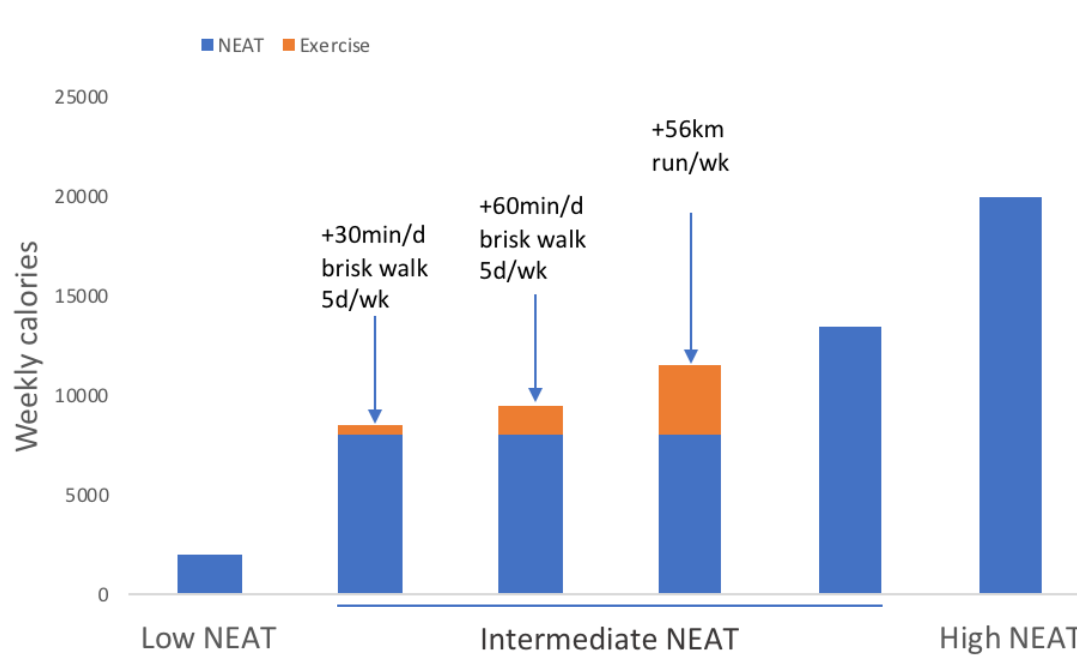 NEAT Exercise
25000
20000
15000
10000
5000
0
Weekly calories
+30min/d
brisk walk
5d/wk
+60min/d
brisk walk
5d/wk
+56km
run/wk
Low NEAT
Intermediate NEAT
High NEAT